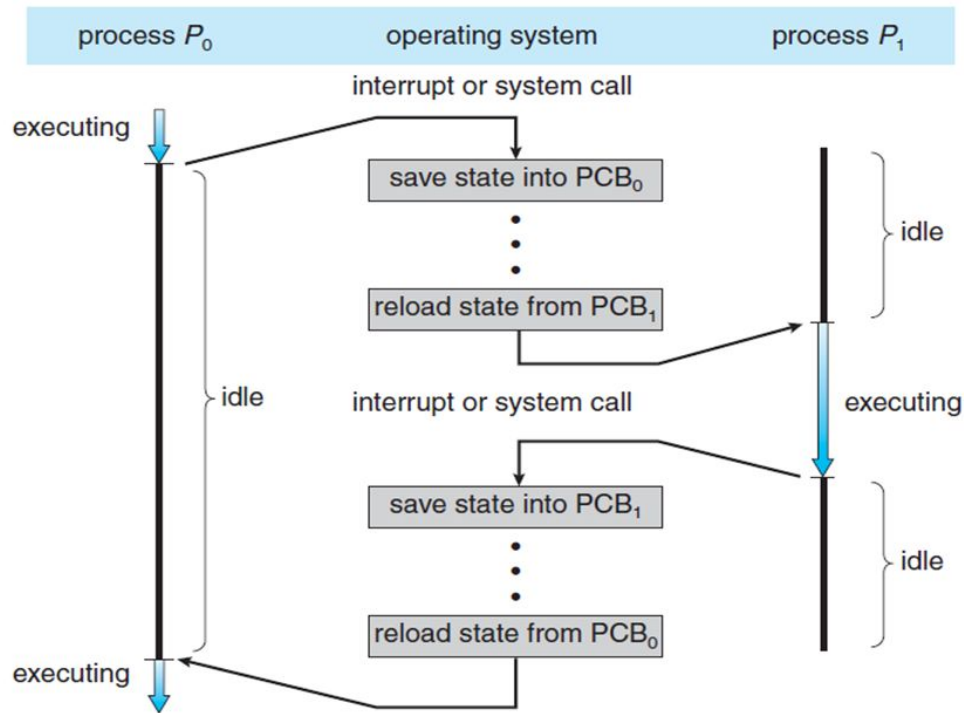 process P₀ operating system process P₁
interrupt or system call
executing
save state into PCB₀
idle
reload state from PCB₁
idle
interrupt or system call
executing
save state into PCB₁
idle
reload state from PCB₀
executing